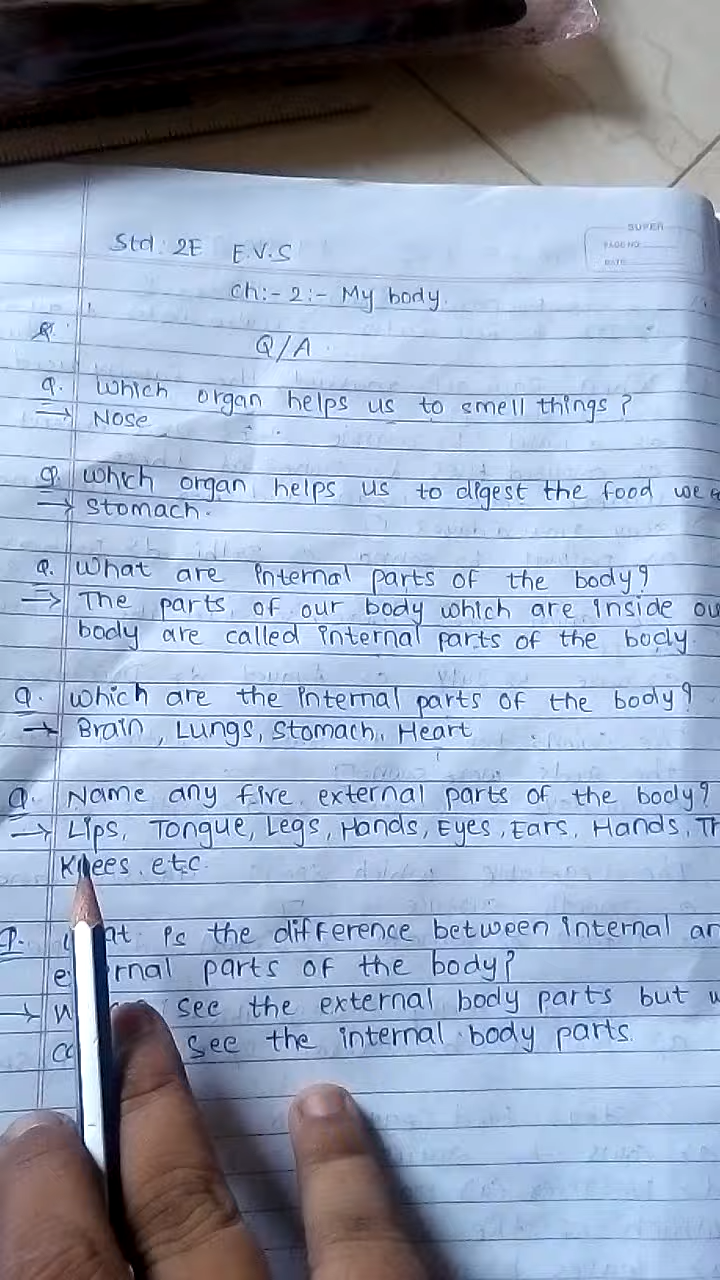 SUPER
PAGE NO.:
DATE:
Std: 2E E.V.S
Ch:- 2:- My body.
Q/A
Q. Which organ helps us to smell things?
→ Nose
Q. Which organ helps us to digest the food we
→ Stomach.
Q. What are internal parts of the body?
→ The parts of our body which are inside
body are called internal parts of the body
Q. Which are the internal parts of the body?
→ Brain, Lungs, Stomach, Heart
Q. Name any five external parts of the body?
→ Lips, Tongue, Legs, Hands, Eyes, Ears, Hands,
Knees. etc.
is the difference between internal
parts of the body?
→ see the external body parts but
see the internal body parts.